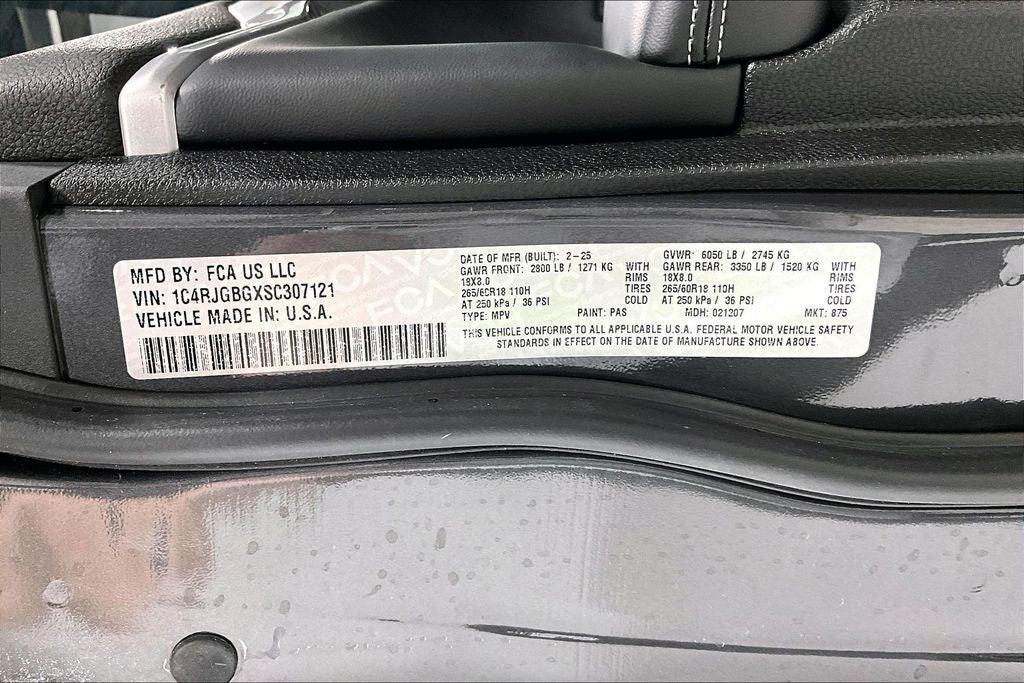 MFD BY: FCA US LLC
VIN: 1C4RJGBGXSC307121
VEHICLE MADE IN: U.S.A.
DATE OF MFR (BUILT): 2-25 GVWR: 6050 LB / 2745 KG
GAWR FRONT: 2800 LB / 1271 KG WITH GAWR REAR: 3350 LB / 1520 KG WITH
18X8.0 RIMS 18X8.0 RIMS
265/60R18 110H TIRES 265/60R18 110H TIRES
AT 250 kPa / 36 PSI COLD AT 250 kPa / 36 PSI COLD
TYPE: MPV PAINT: PAS MDH: 021207 MKT: 875
THIS VEHICLE CONFORMS TO ALL APPLICABLE U.S.A. FEDERAL MOTOR VEHICLE SAFETY
STANDARDS IN EFFECT ON THE DATE OF MANUFACTURE SHOWN ABOVE.